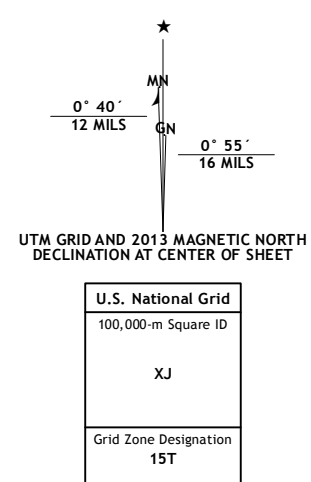 MN
0° 40´
12 MILS
GN
0° 55´
16 MILS
UTM GRID AND 2013 MAGNETIC NORTH
DECLINATION AT CENTER OF SHEET
U.S. National Grid
100,000-m Square ID
XJ
Grid Zone Designation
15T